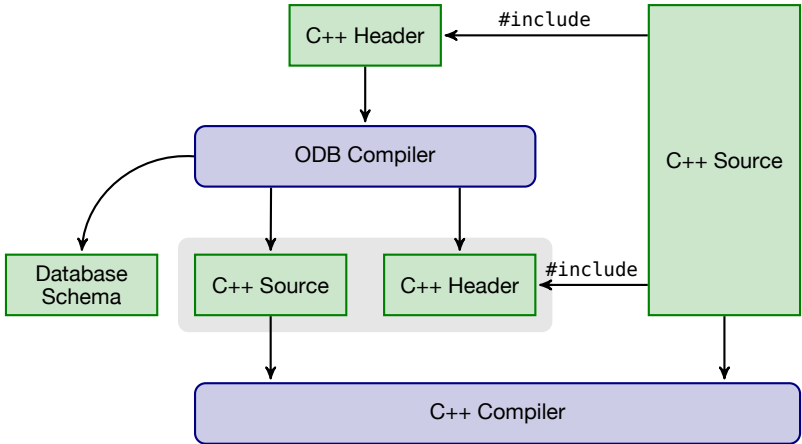 C++ Header
#include
C++ Source
ODB Compiler
Database
Schema
C++ Source
C++ Header
#include
C++ Compiler